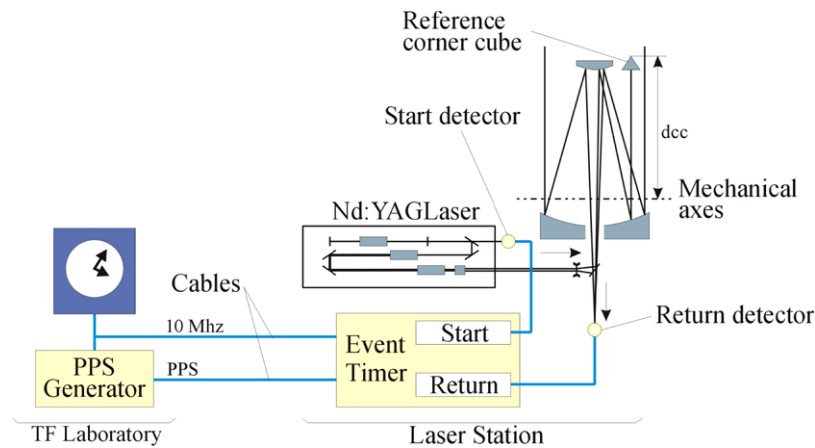 Reference
corner cube
Start detector
dcc
Mechanical
axes
Nd:YAGLaser
Cables
10 Mhz
Event
Timer
Start
Return
Return detector
PPS
Generator
PPS
TF Laboratory
Laser Station